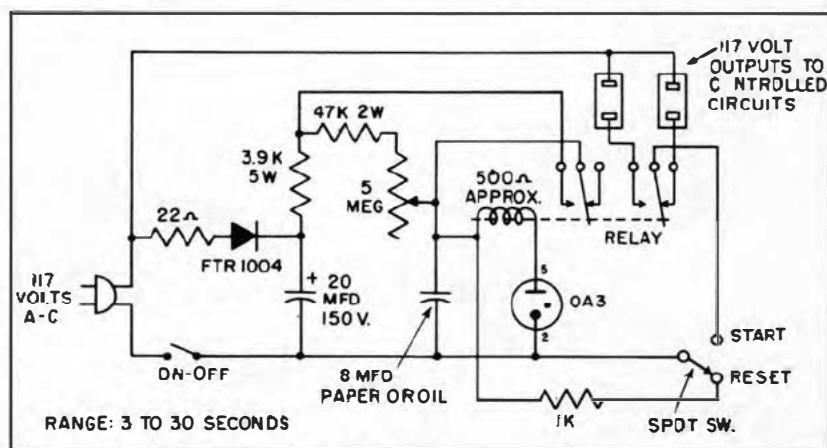 117 VOLT
OUTPUTS TO
C NTROLLED
CIRCUITS
47K 2W
3.9K
5W
5
MEG
500Ω
APPROX.
RELAY
22Ω
FTR1004
117
VOLTS
A-C
+ 20
MFD
150V.
5
OA3
2
START
RESET
ON-OFF
8 MFD
PAPER OR OIL
1K
SPDT SW.
RANGE: 3 TO 30 SECONDS